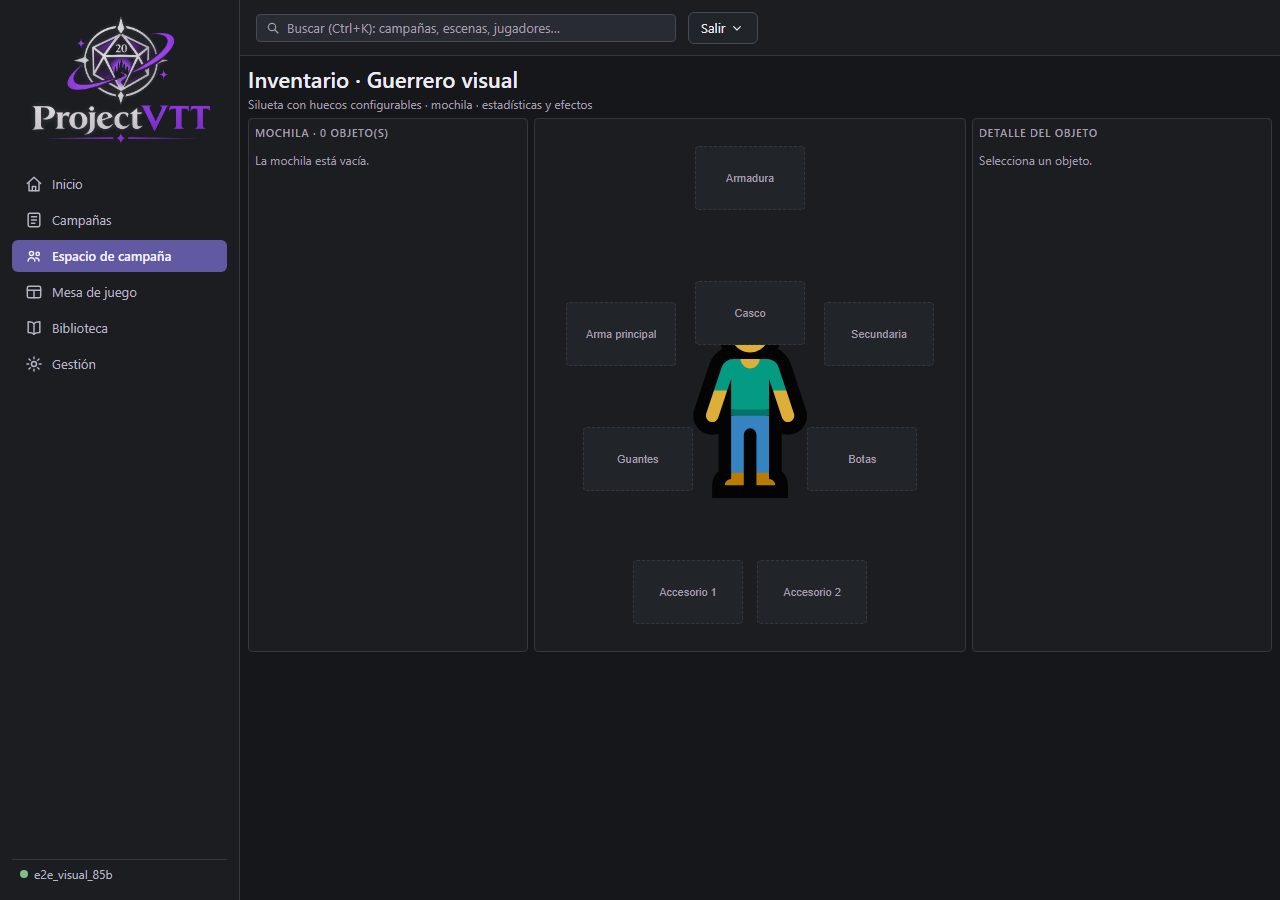 20
ProjectVTT
Inicio
Campañas
Espacio de campaña
Mesa de juego
Biblioteca
Gestión
e2e_visual_85b
Buscar (Ctrl+K): campañas, escenas, jugadores...
Salir
Inventario · Guerrero visual
Silueta con huecos configurables · mochila · estadísticas y efectos
MOCHILA · 0 OBJETO(S)
La mochila está vacía.
Armadura
Casco
Arma principal
Secundaria
Guantes
Botas
Accesorio 1
Accesorio 2
DETALLE DEL OBJETO
Selecciona un objeto.